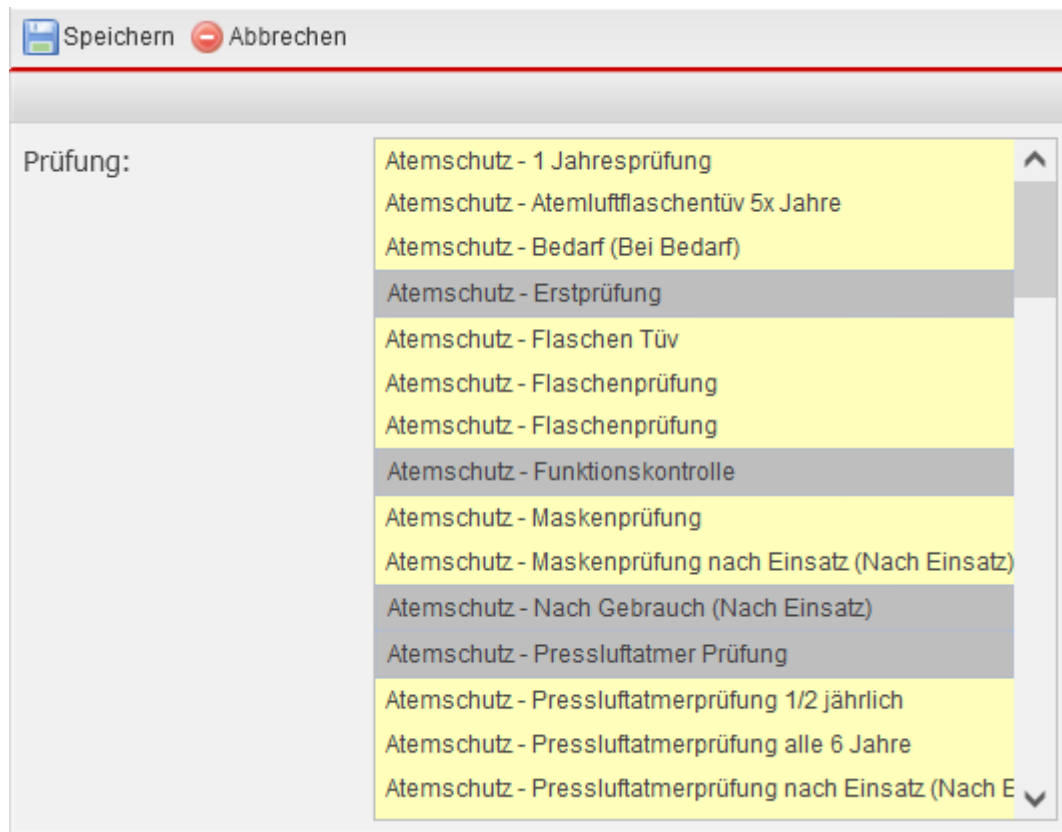 Speichern Abbrechen
Prüfung:
Atemschutz - 1 Jahresprüfung
Atemschutz - Atemluftflaschentüv 5x Jahre
Atemschutz - Bedarf (Bei Bedarf)
Atemschutz - Erstprüfung
Atemschutz - Flaschen Tüv
Atemschutz - Flaschenprüfung
Atemschutz - Flaschenprüfung
Atemschutz - Funktionskontrolle
Atemschutz - Maskenprüfung
Atemschutz - Maskenprüfung nach Einsatz (Nach Einsatz)
Atemschutz - Nach Gebrauch (Nach Einsatz)
Atemschutz - Pressluftatmer Prüfung
Atemschutz - Pressluftatmerprüfung 1/2 jährlich
Atemschutz - Pressluftatmerprüfung alle 6 Jahre
Atemschutz - Pressluftatmerprüfung nach Einsatz (Nach E